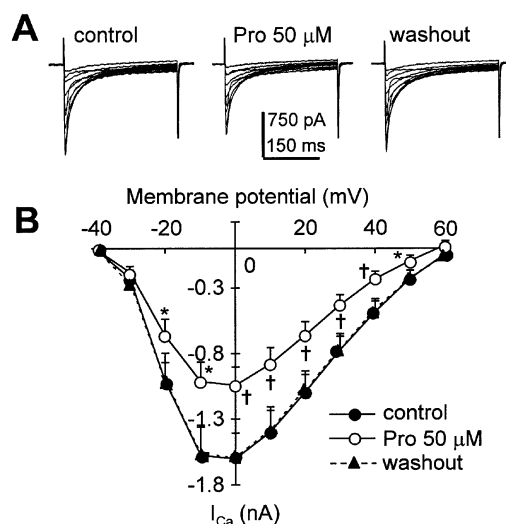 A
control
Pro 50 μM
washout
750 pA
150 ms
Membrane potential (mV)
B
-40
-20
0
20
40
60
-0.3
-0.8
-1.3
-1.8
*
*
†
†
†
†
†
*
control
Pro 50 μM
washout
I_Ca (nA)